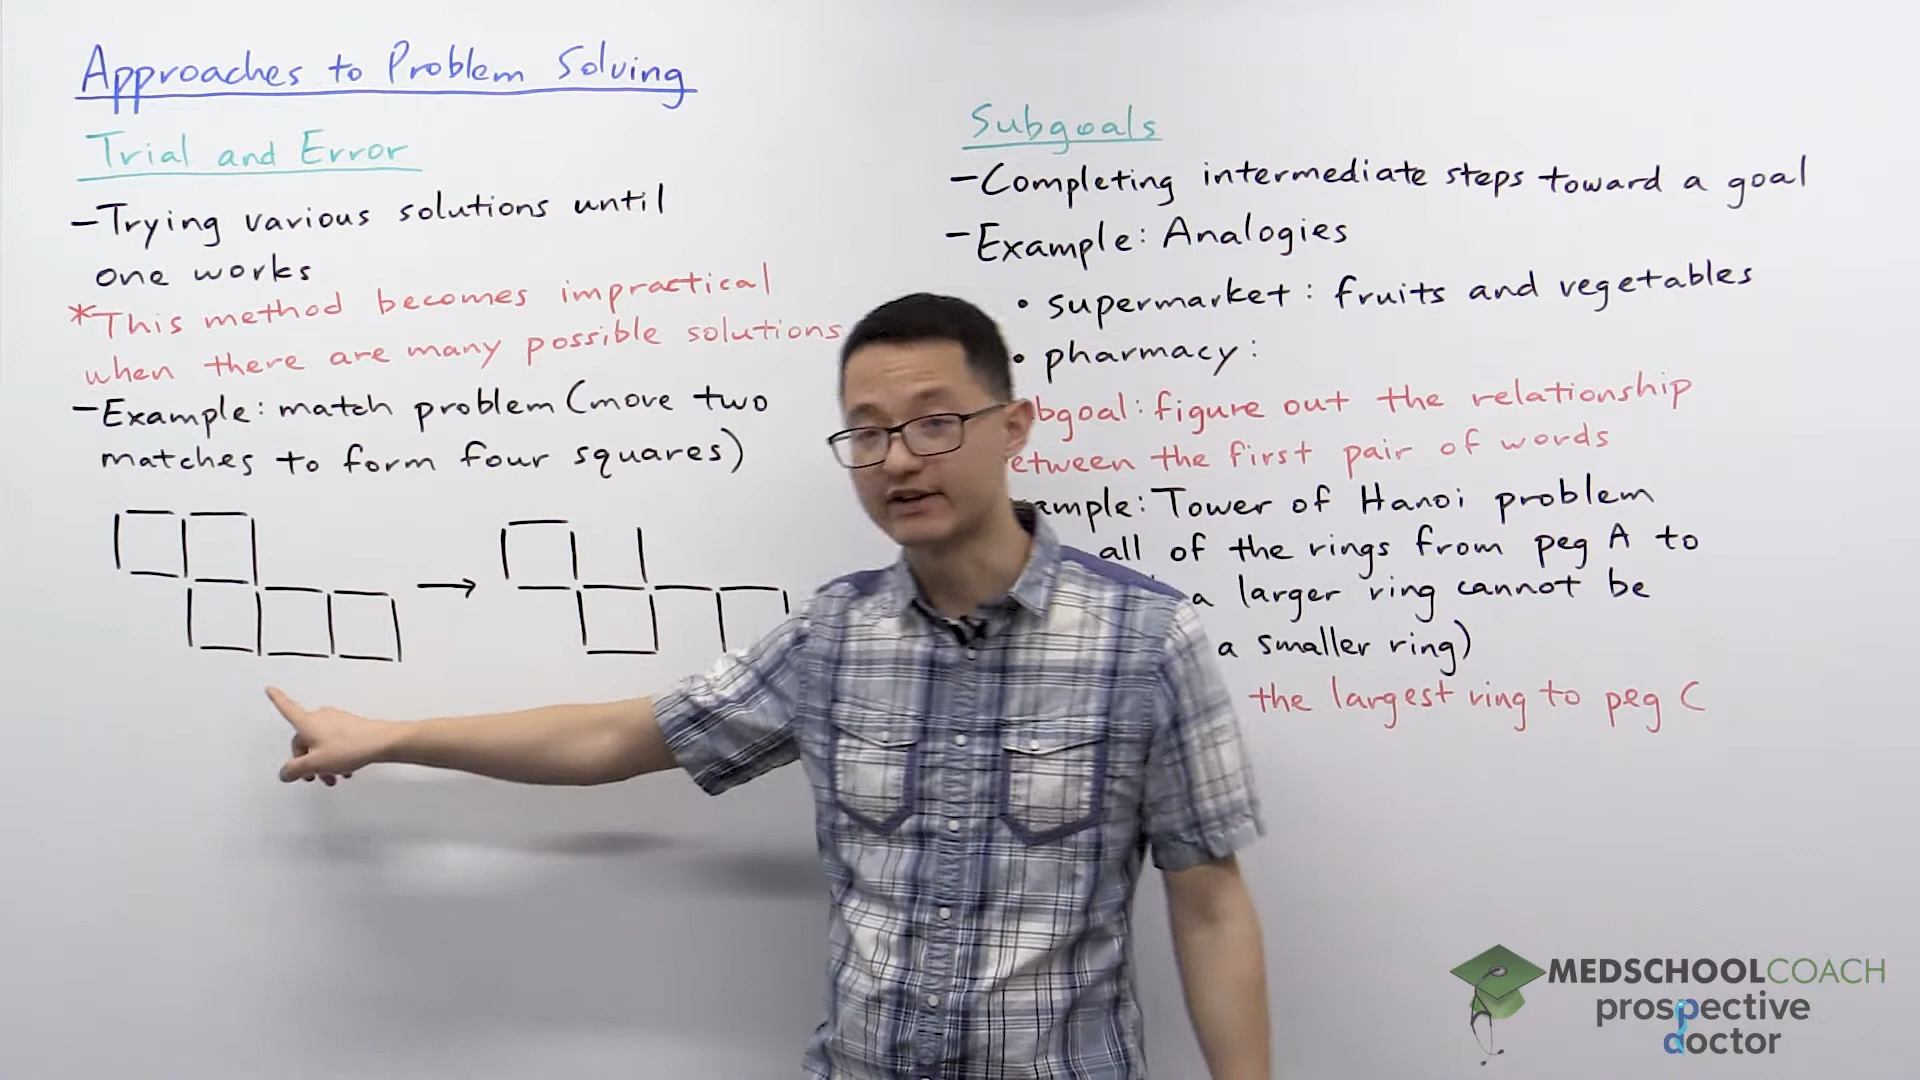 Approaches to Problem Solving
Trial and Error
-Trying various solutions until
one works
*This method becomes impractical
when there are many possible solutions
-Example: match problem (move two
matches to form four squares)
Subgoals
-Completing intermediate steps toward a goal
-Example: Analogies
• supermarket: fruits and vegetables
• pharmacy:
figure out the relationship
the first pair of words
Tower of Hanoi problem
all of the rings from peg A to
a larger ring cannot be
a smaller ring)
the largest ring to peg C
MEDSCHOOLCOACH
prospective
doctor